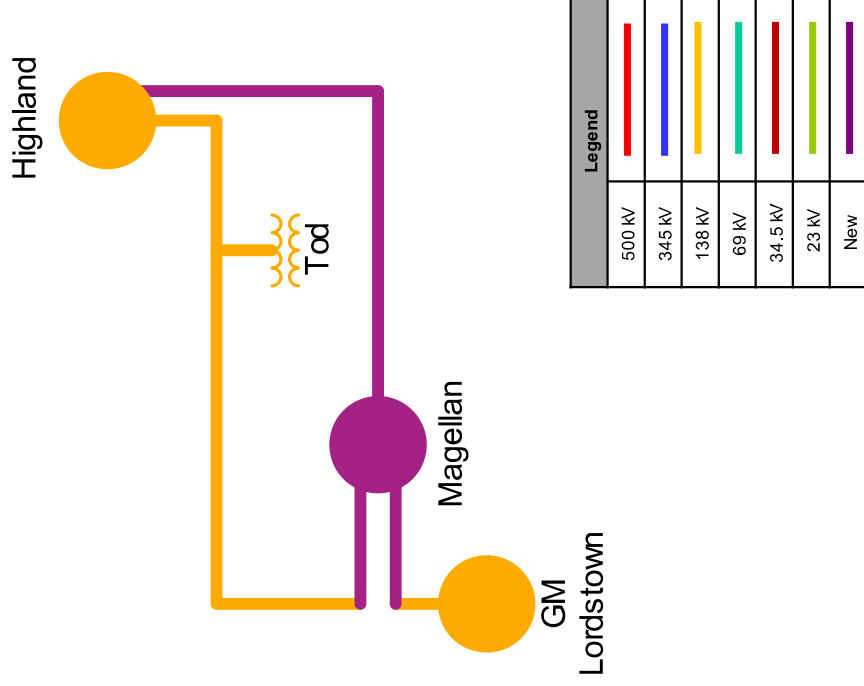 Highland
Tod
Magellan
GM
Lordstown
Legend
500 kV
345 kV
138 kV
69 kV
34.5 kV
23 kV
New